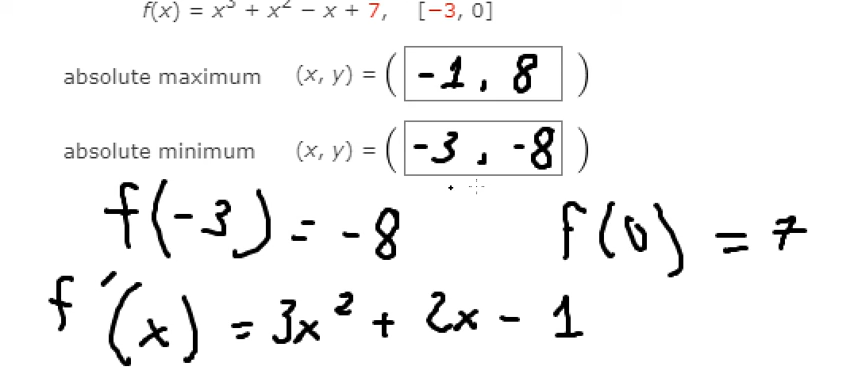 f(x) = x³ + x² − x + 7, [−3, 0]
absolute maximum (x, y) = ( -1, 8 )
absolute minimum (x, y) = ( -3, -8 )
f(-3) = -8 f(0) = 7
f'(x) = 3x² + 2x - 1